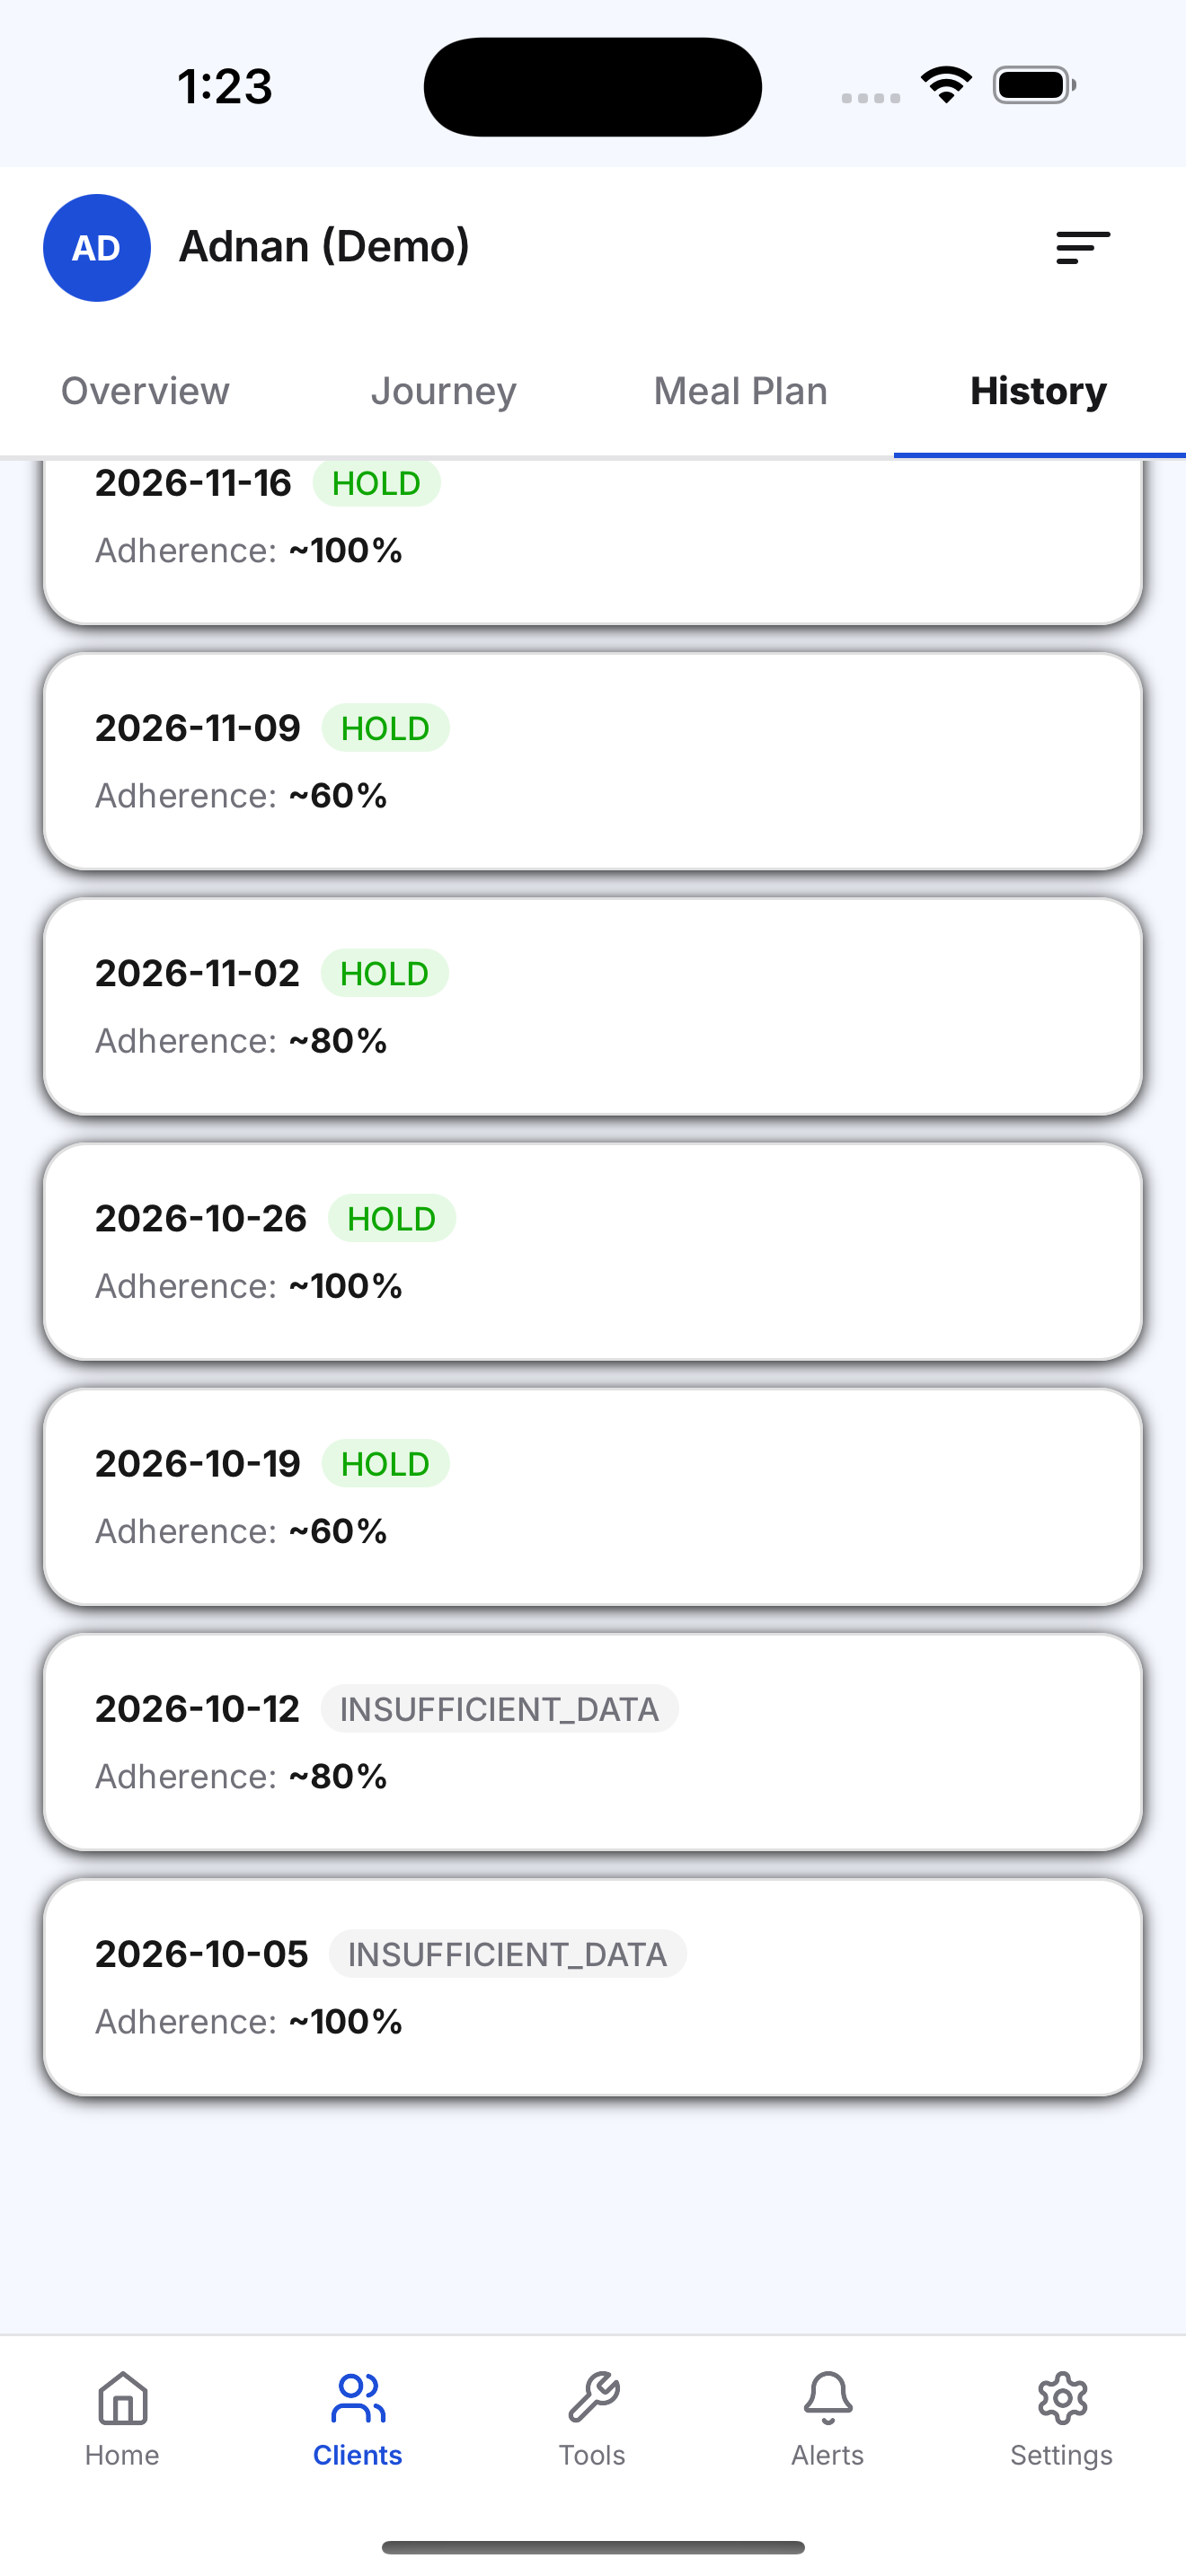 1:23
AD
Adnan (Demo)
Overview Journey Meal Plan History
2026-11-16 HOLD
Adherence: ~100%
2026-11-09 HOLD
Adherence: ~60%
2026-11-02 HOLD
Adherence: ~80%
2026-10-26 HOLD
Adherence: ~100%
2026-10-19 HOLD
Adherence: ~60%
2026-10-12 INSUFFICIENT_DATA
Adherence: ~80%
2026-10-05 INSUFFICIENT_DATA
Adherence: ~100%
Home Clients Tools Alerts Settings